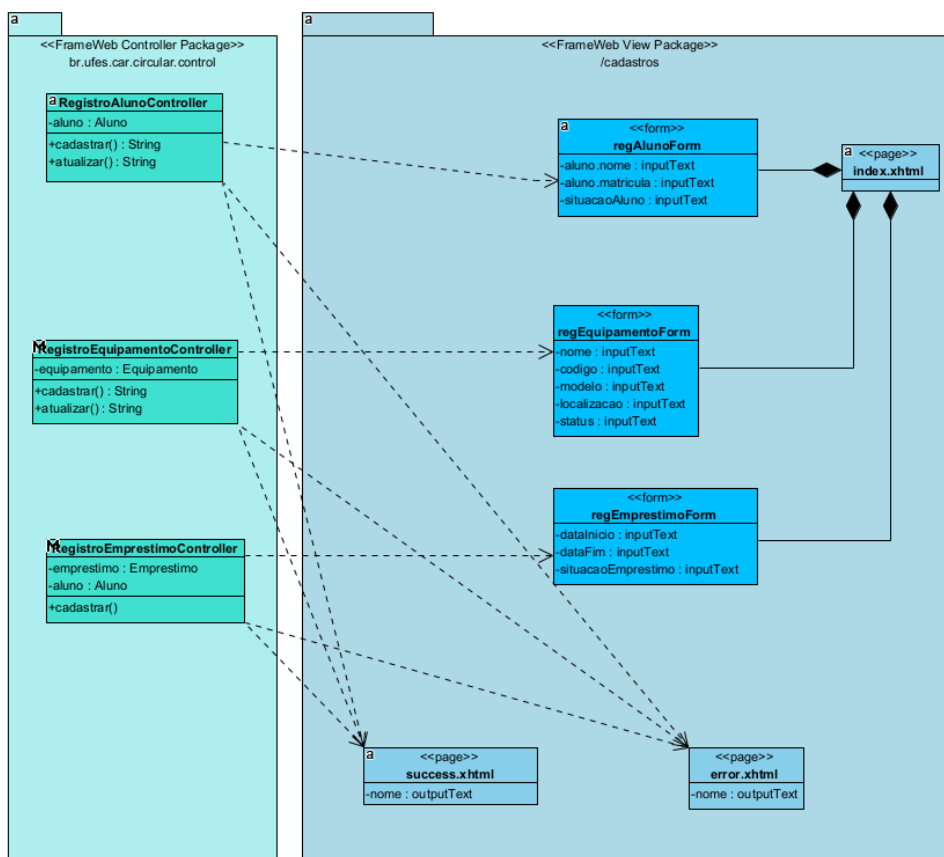 a
<<FrameWeb Controller Package>>
br.ufes.car.circular.control
a
RegistroAlunoController
-aluno : Aluno
+cadastrar() : String
+atualizar() : String
M
RegistroEquipamentoController
-equipamento : Equipamento
+cadastrar() : String
+atualizar() : String
M
RegistroEmprestimoController
-emprestimo : Emprestimo
-aluno : Aluno
+cadastrar()
a
<<FrameWeb View Package>>
/cadastros
a
<<form>>
regAlunoForm
-aluno.nome : inputText
-aluno.matricula : inputText
-situacaoAluno : inputText
a
<<page>>
index.xhtml
<<form>>
regEquipamentoForm
-nome : inputText
-codigo : inputText
-modelo : inputText
-localizacao : inputText
-status : inputText
<<form>>
regEmprestimoForm
-dataInicio : inputText
-dataFim : inputText
-situacaoEmprestimo : inputText
a
<<page>>
success.xhtml
-nome : outputText
<<page>>
error.xhtml
-nome : outputText